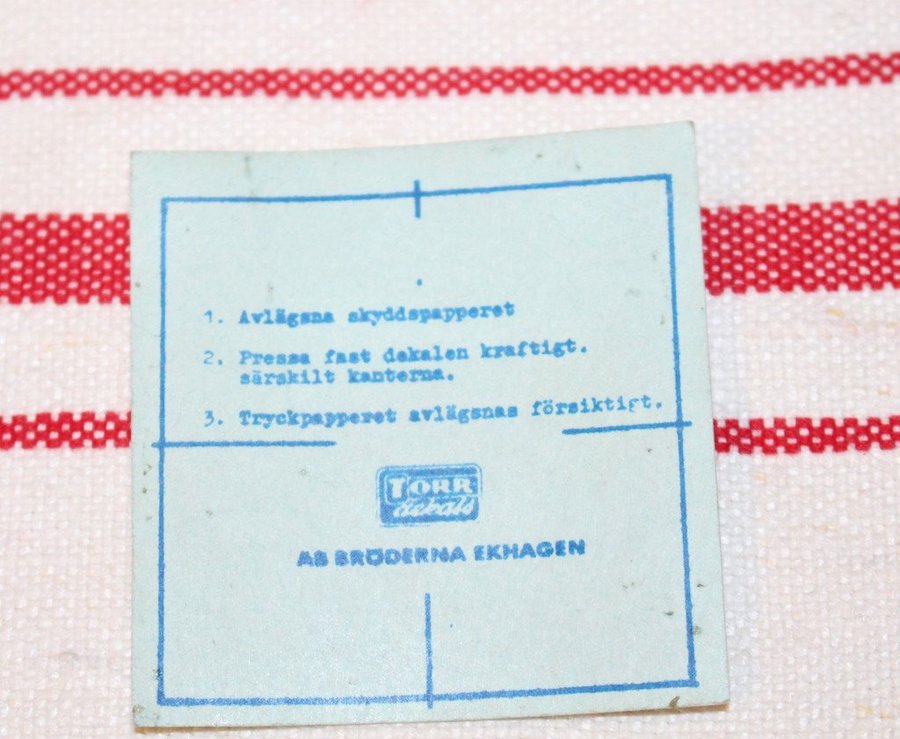 1. Avlägsna skyddspapperet
2. Pressa fast dekalen kraftigt.
särskilt kanterna.
3. Tryckpapperet avlägsnas försiktigt.
TORR
dekals
AB BRÖDERNA EKHAGEN